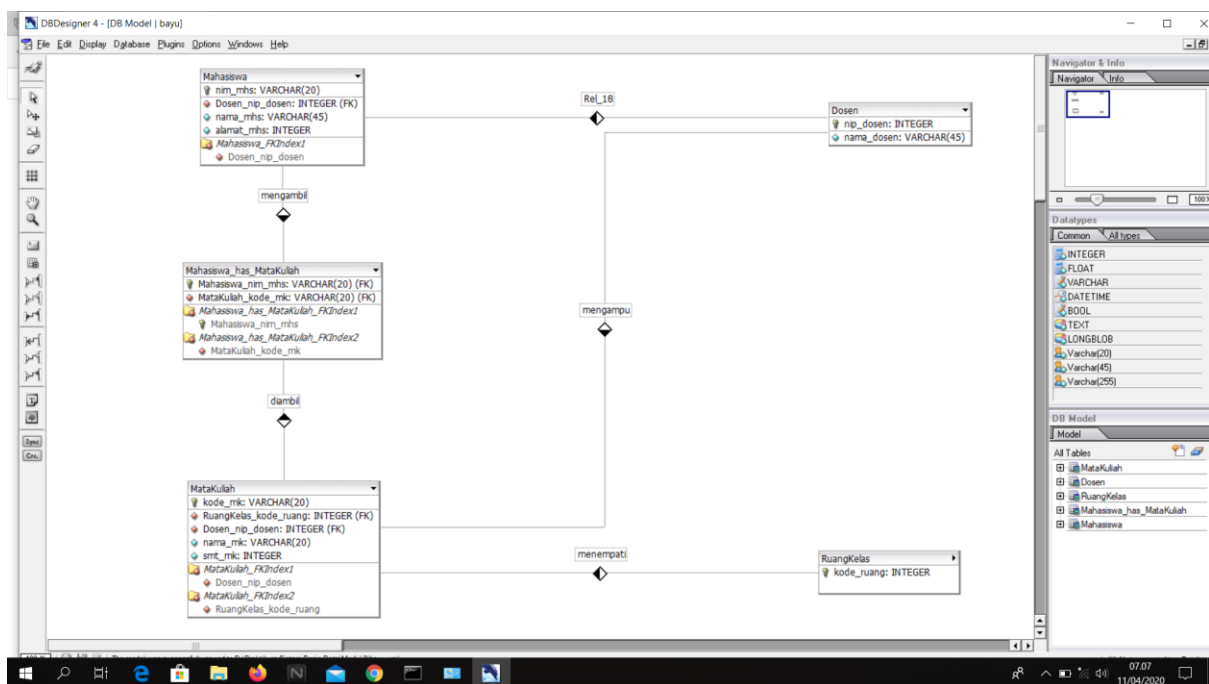 DBDesigner 4 - [DB Model | bayu]
File Edit Display Database Plugins Options Windows Help
Mahasiswa
nim_mhs: VARCHAR(20)
Dosen_nip_dosen: INTEGER (FK)
nama_mhs: VARCHAR(45)
alamat_mhs: INTEGER
Mahasiswa_FKIndex1
Dosen_nip_dosen
Rel_18
Dosen
nip_dosen: INTEGER
nama_dosen: VARCHAR(45)
mengambil
Mahasiswa_has_MataKuliah
Mahasiswa_nim_mhs: VARCHAR(20) (FK)
MataKuliah_kode_mk: VARCHAR(20) (FK)
Mahasiswa_has_MataKuliah_FKIndex1
Mahasiswa_nim_mhs
Mahasiswa_has_MataKuliah_FKIndex2
MataKuliah_kode_mk
mengampu
diambil
MataKuliah
kode_mk: VARCHAR(20)
RuangKelas_kode_ruang: INTEGER (FK)
Dosen_nip_dosen: INTEGER (FK)
nama_mk: VARCHAR(20)
smt_mk: INTEGER
MataKuliah_FKIndex1
Dosen_nip_dosen
MataKuliah_FKIndex2
RuangKelas_kode_ruang
menempati
RuangKelas
kode_ruang: INTEGER
Navigator & Info
Navigator Info
Datatypes
Common All types
INTEGER
FLOAT
VARCHAR
DATETIME
BOOL
TEXT
LONGBLOB
Varchar(20)
Varchar(45)
Varchar(255)
DB Model
Model
All Tables
MataKuliah
Dosen
RuangKelas
Mahasiswa_has_MataKuliah
Mahasiswa
Sync
07.07
11/04/2020